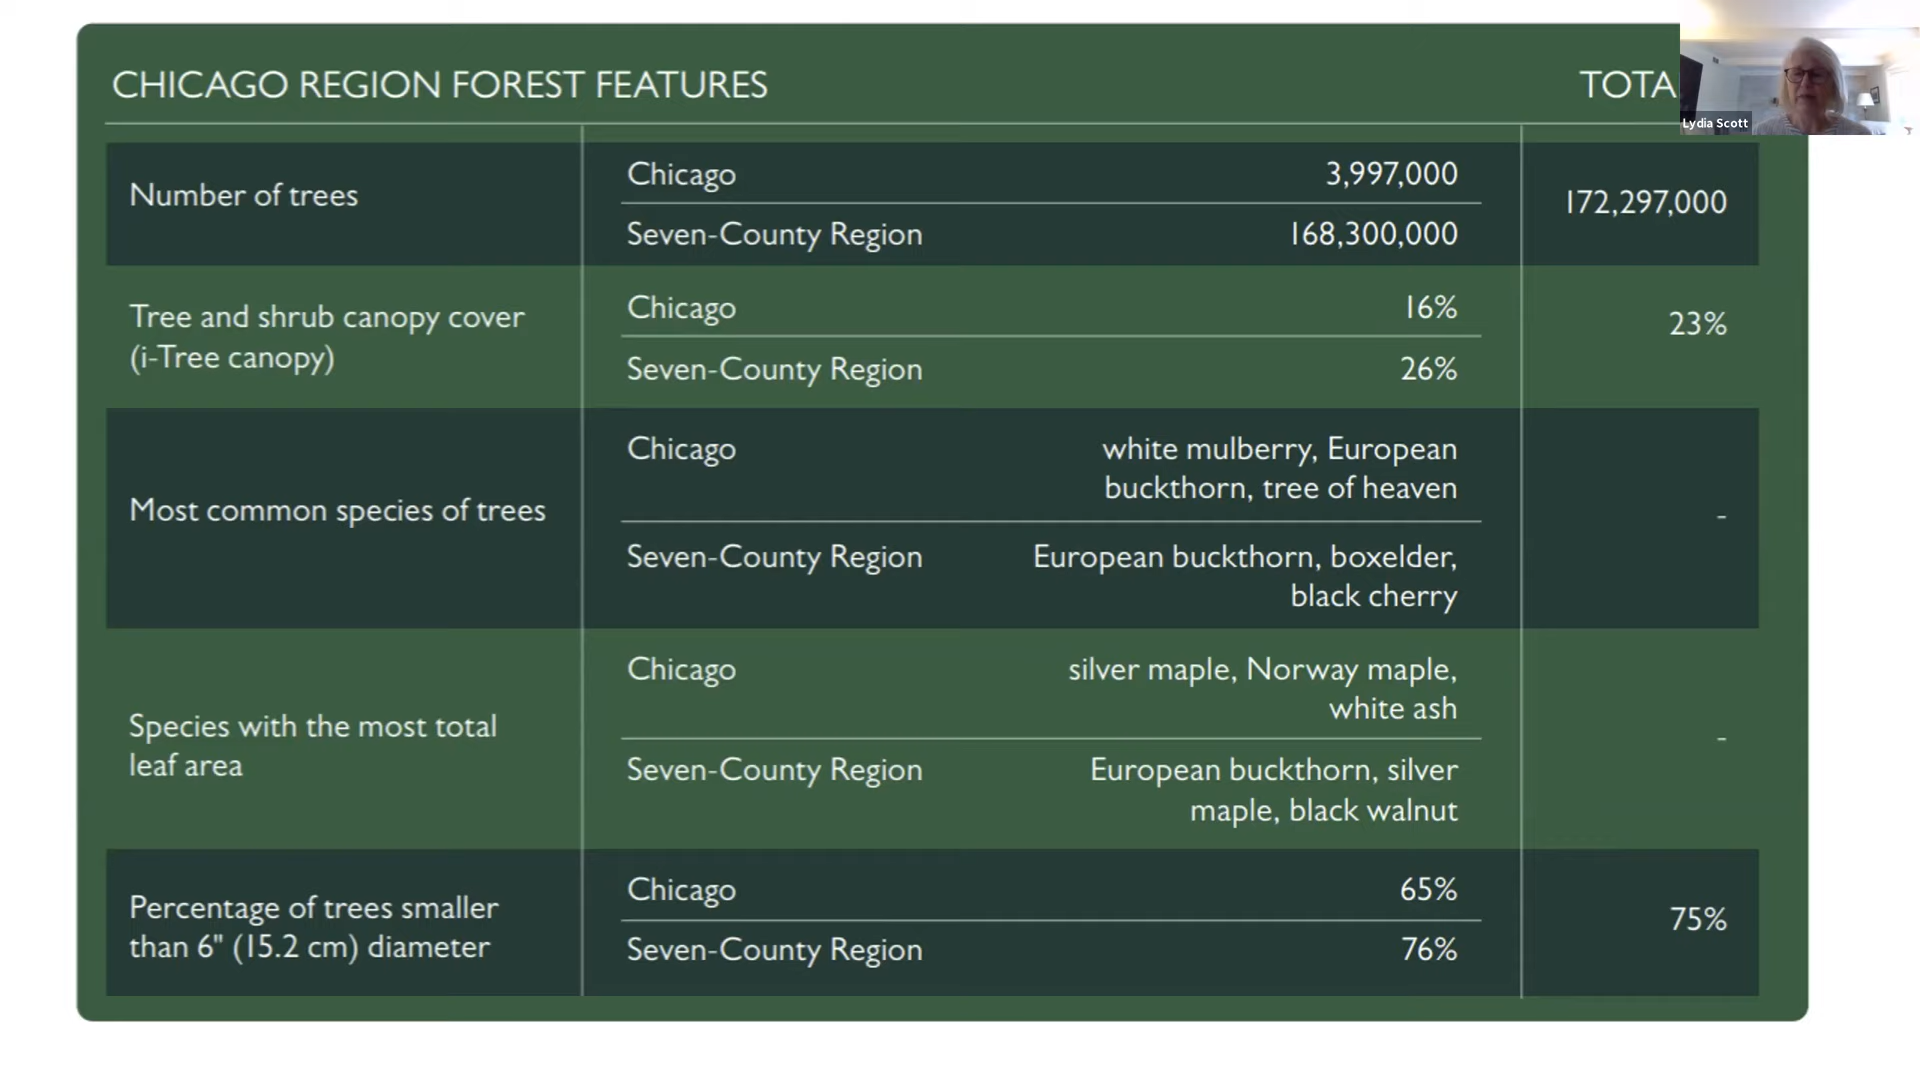 CHICAGO REGION FOREST FEATURES
TOTA
Lydia Scott
Number of trees
Chicago
3,997,000
Seven-County Region
168,300,000
172,297,000
Tree and shrub canopy cover
(i-Tree canopy)
Chicago
16%
Seven-County Region
26%
23%
Most common species of trees
Chicago
white mulberry, European
buckthorn, tree of heaven
Seven-County Region
European buckthorn, boxelder,
black cherry
-
Species with the most total
leaf area
Chicago
silver maple, Norway maple,
white ash
Seven-County Region
European buckthorn, silver
maple, black walnut
-
Percentage of trees smaller
than 6" (15.2 cm) diameter
Chicago
65%
Seven-County Region
76%
75%